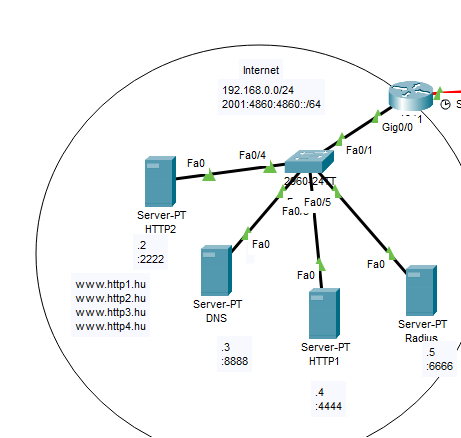 Internet
192.168.0.0/24
2001:4860:4860::/64
S
Gig0/0
Fa0/1
Fa0/4
Fa0
Server-PT
HTTP2
.2
:2222
Fa0/5
Fa0
Server-PT
DNS
.3
:8888
www.http1.hu
www.http2.hu
www.http3.hu
www.http4.hu
Fa0
Server-PT
HTTP1
.4
:4444
Fa0
Server-PT
Radius
.5
:6666